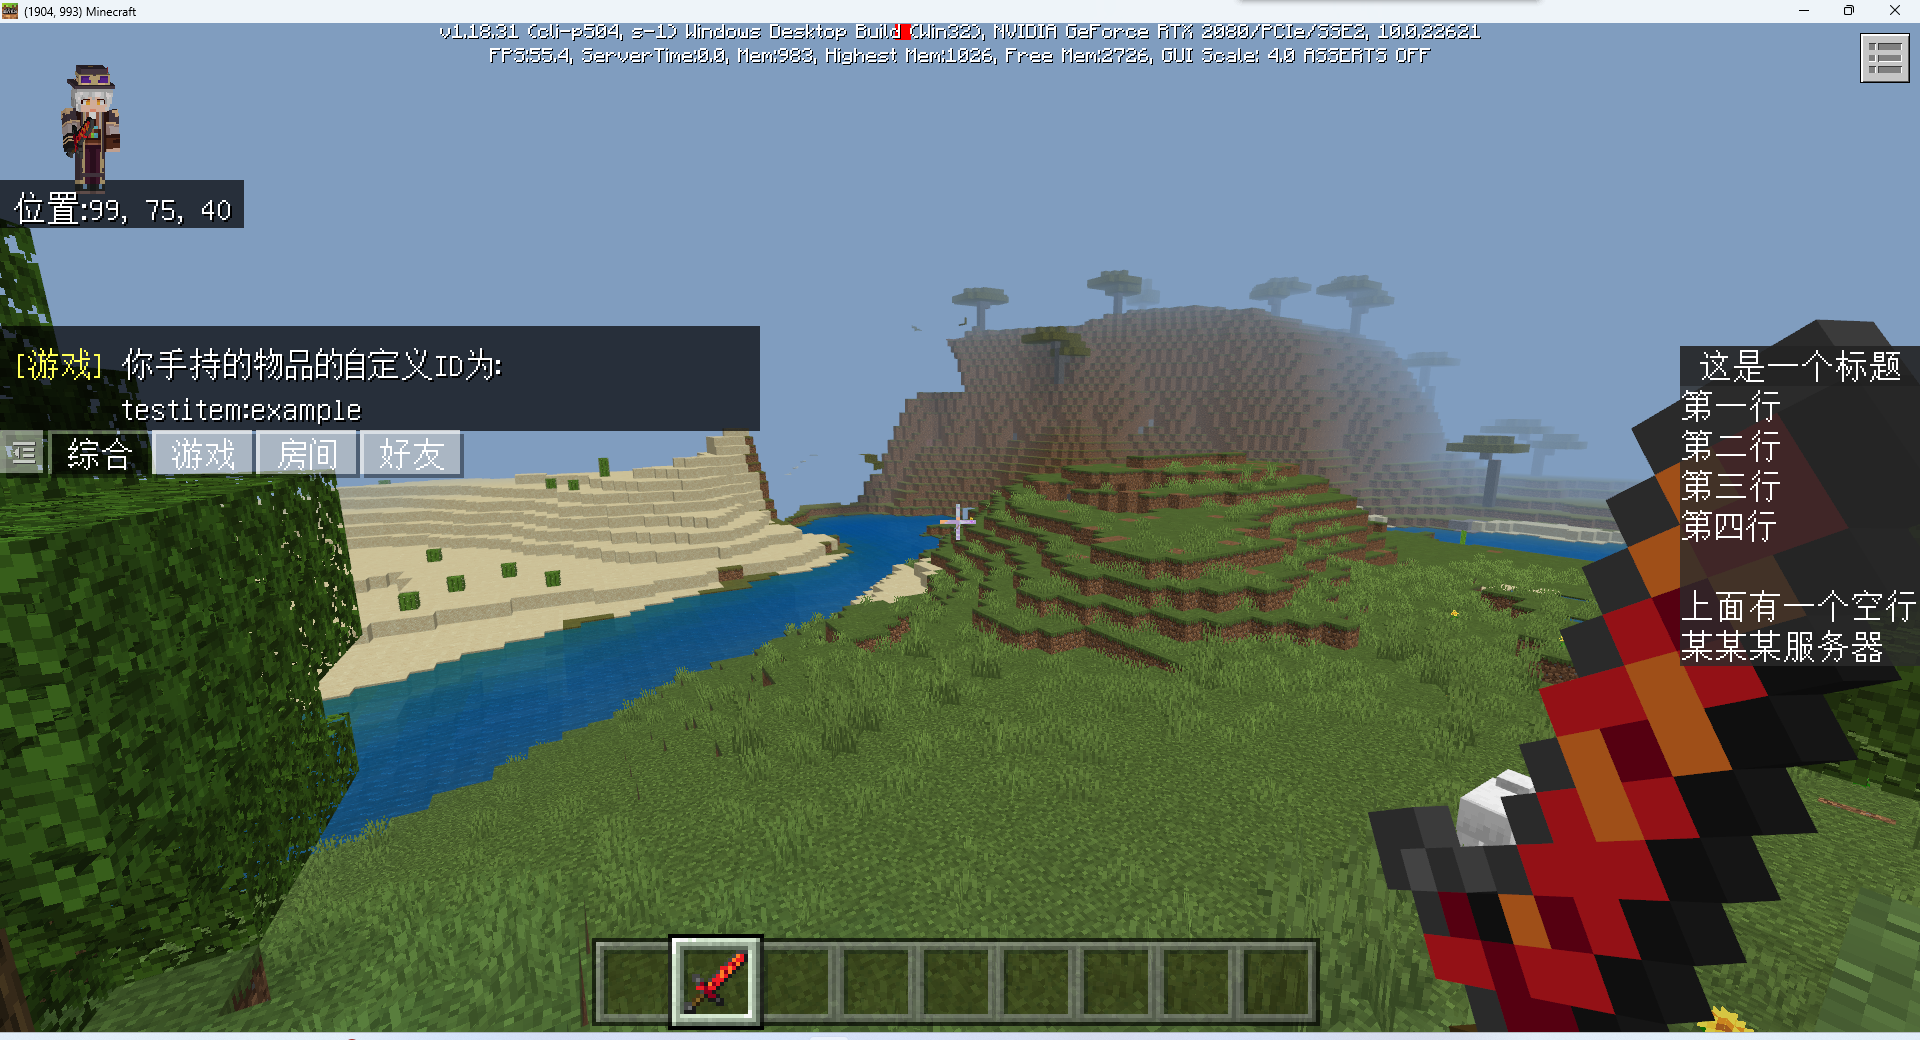 (1904, 993) Minecraft
v1.18.31 (cli-p504, s-1) Windows Desktop Build (Win32), NVIDIA GeForce RTX 2080/PCIe/SSE2, 10.0.22621
FPS:55.4, ServerTime:0.0, Mem:983, Highest Mem:1026, Free Mem:2726, GUI Scale: 4.0 ASSERTS OFF
位置:99, 75, 40
[游戏] 你手持的物品的自定义ID为:
testitem:example
综合 游戏 房间 好友
这是一个标题
第一行
第二行
第三行
第四行
上面有一个空行
某某某服务器